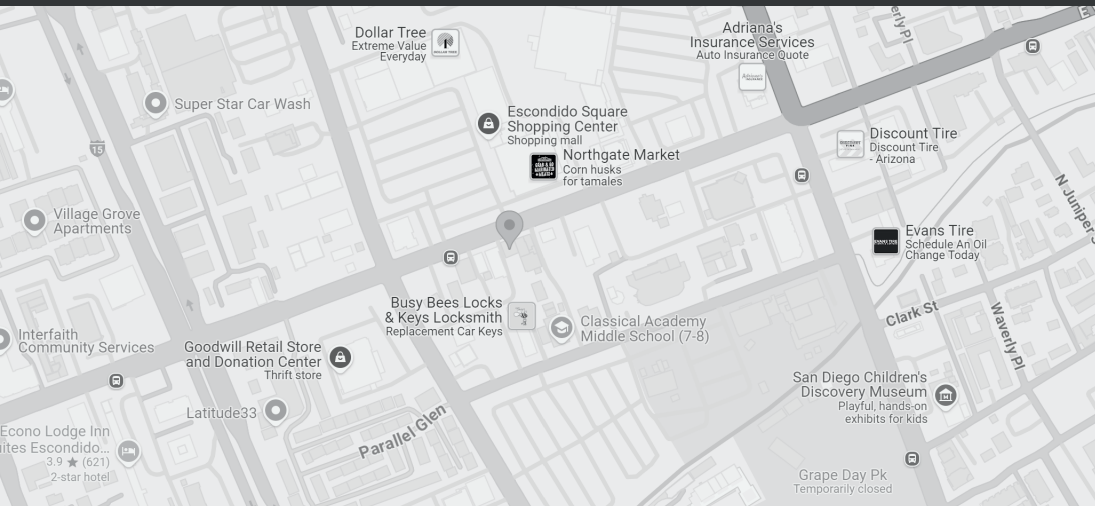 Dollar Tree
Extreme Value
Everyday
Adriana's
Insurance Services
Auto Insurance Quote
Super Star Car Wash
Escondido Square
Shopping Center
Shopping mall
Northgate Market
Corn husks
for tamales
Discount Tire
Discount Tire
- Arizona
15
Village Grove
Apartments
N Juniper S
Evans Tire
Schedule An Oil
Change Today
Busy Bees Locks
& Keys Locksmith
Replacement Car Keys
Classical Academy
Middle School (7-8)
Clark St
Waverly Pl
Interfaith
Community Services
Goodwill Retail Store
and Donation Center
Thrift store
San Diego Children's
Discovery Museum
Playful, hands-on
exhibits for kids
Latitude33
Parallel Glen
Econo Lodge Inn
ites Escondido...
3.9 ★ (621)
2-star hotel
Grape Day Pk
Temporarily closed